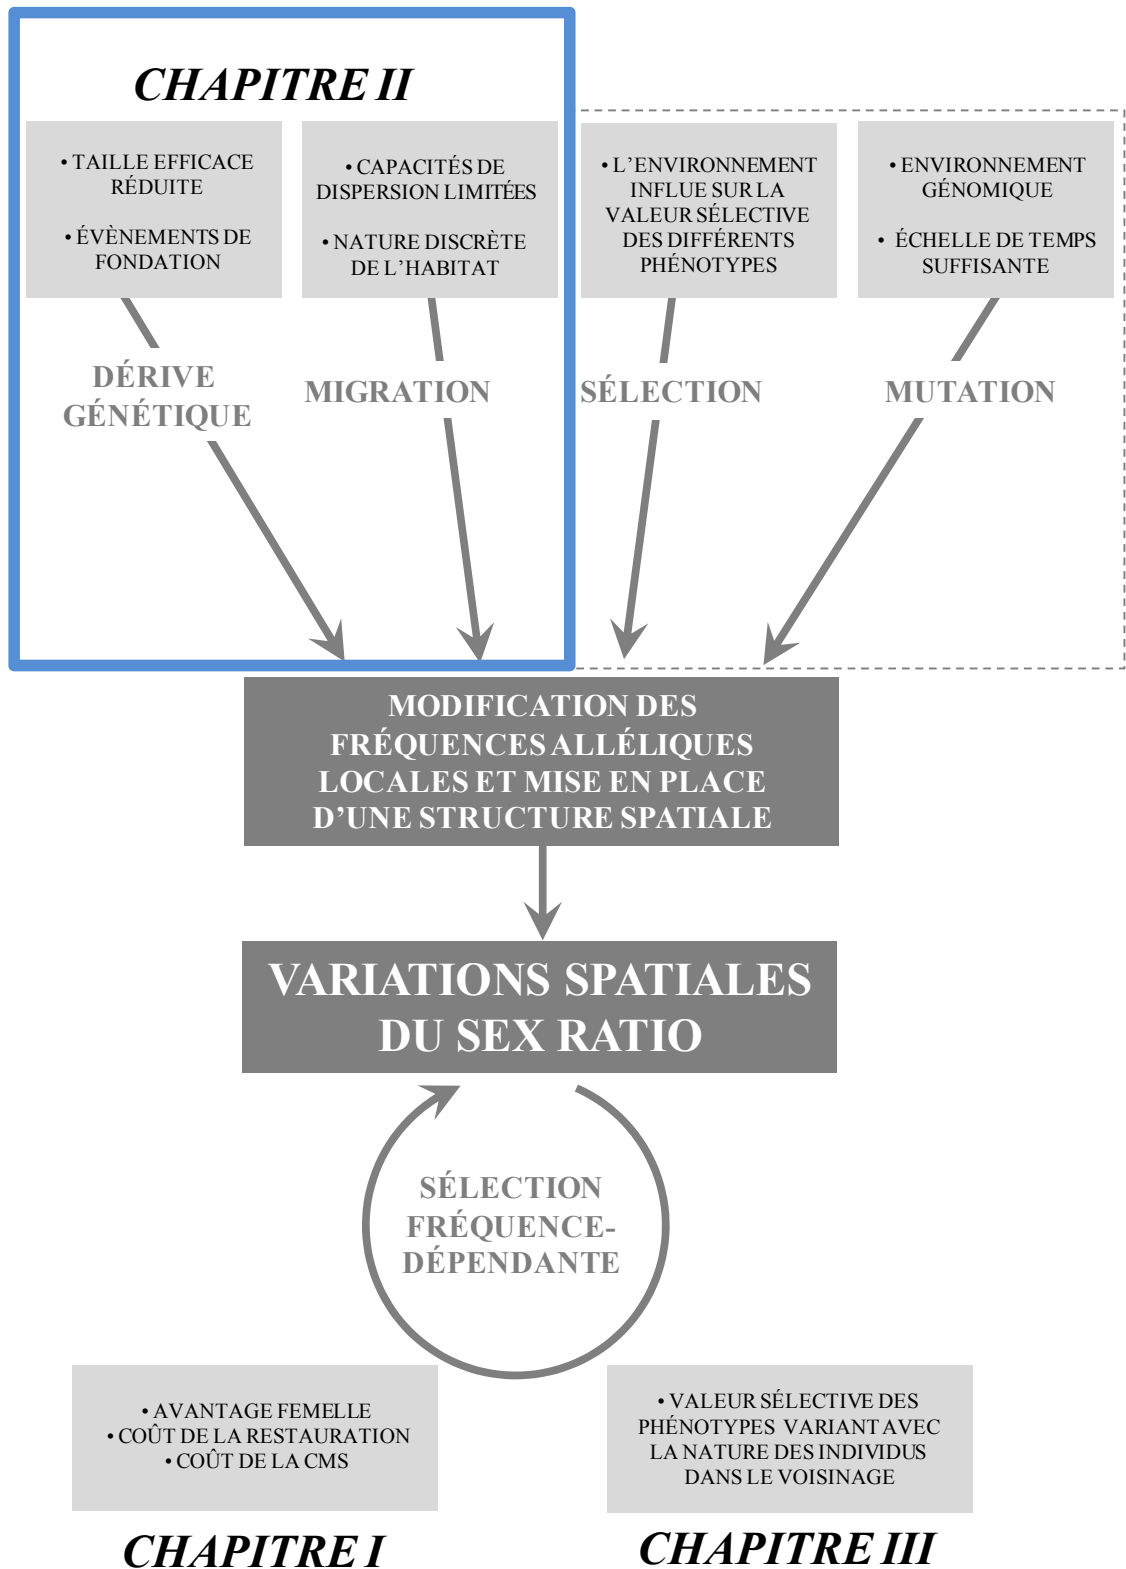 CHAPITRE II
• TAILLE EFFICACE
RÉDUITE
• ÉVÈNEMENTS DE
FONDATION
• CAPACITÉS DE
DISPERSION LIMITÉES
• NATURE DISCRÈTE
DE L’HABITAT
• L’ENVIRONNEMENT
INFLUE SUR LA
VALEUR SÉLECTIVE
DES DIFFÉRENTS
PHÉNOTYPES
• ENVIRONNEMENT
GÉNOMIQUE
• ÉCHELLE DE TEMPS
SUFFISANTE
DÉRIVE
GÉNÉTIQUE
MIGRATION
SÉLECTION
MUTATION
MODIFICATION DES
FRÉQUENCES ALLÉLIQUES
LOCALES ET MISE EN PLACE
D’UNE STRUCTURE SPATIALE
VARIATIONS SPATIALES
DU SEX RATIO
SÉLECTION
FRÉQUENCE-
DÉPENDANTE
• AVANTAGE FEMELLE
• COÛT DE LA RESTAURATION
• COÛT DE LA CMS
• VALEUR SÉLECTIVE DES
PHÉNOTYPES VARIANT AVEC
LA NATURE DES INDIVIDUS
DANS LE VOISINAGE
CHAPITRE I
CHAPITRE III